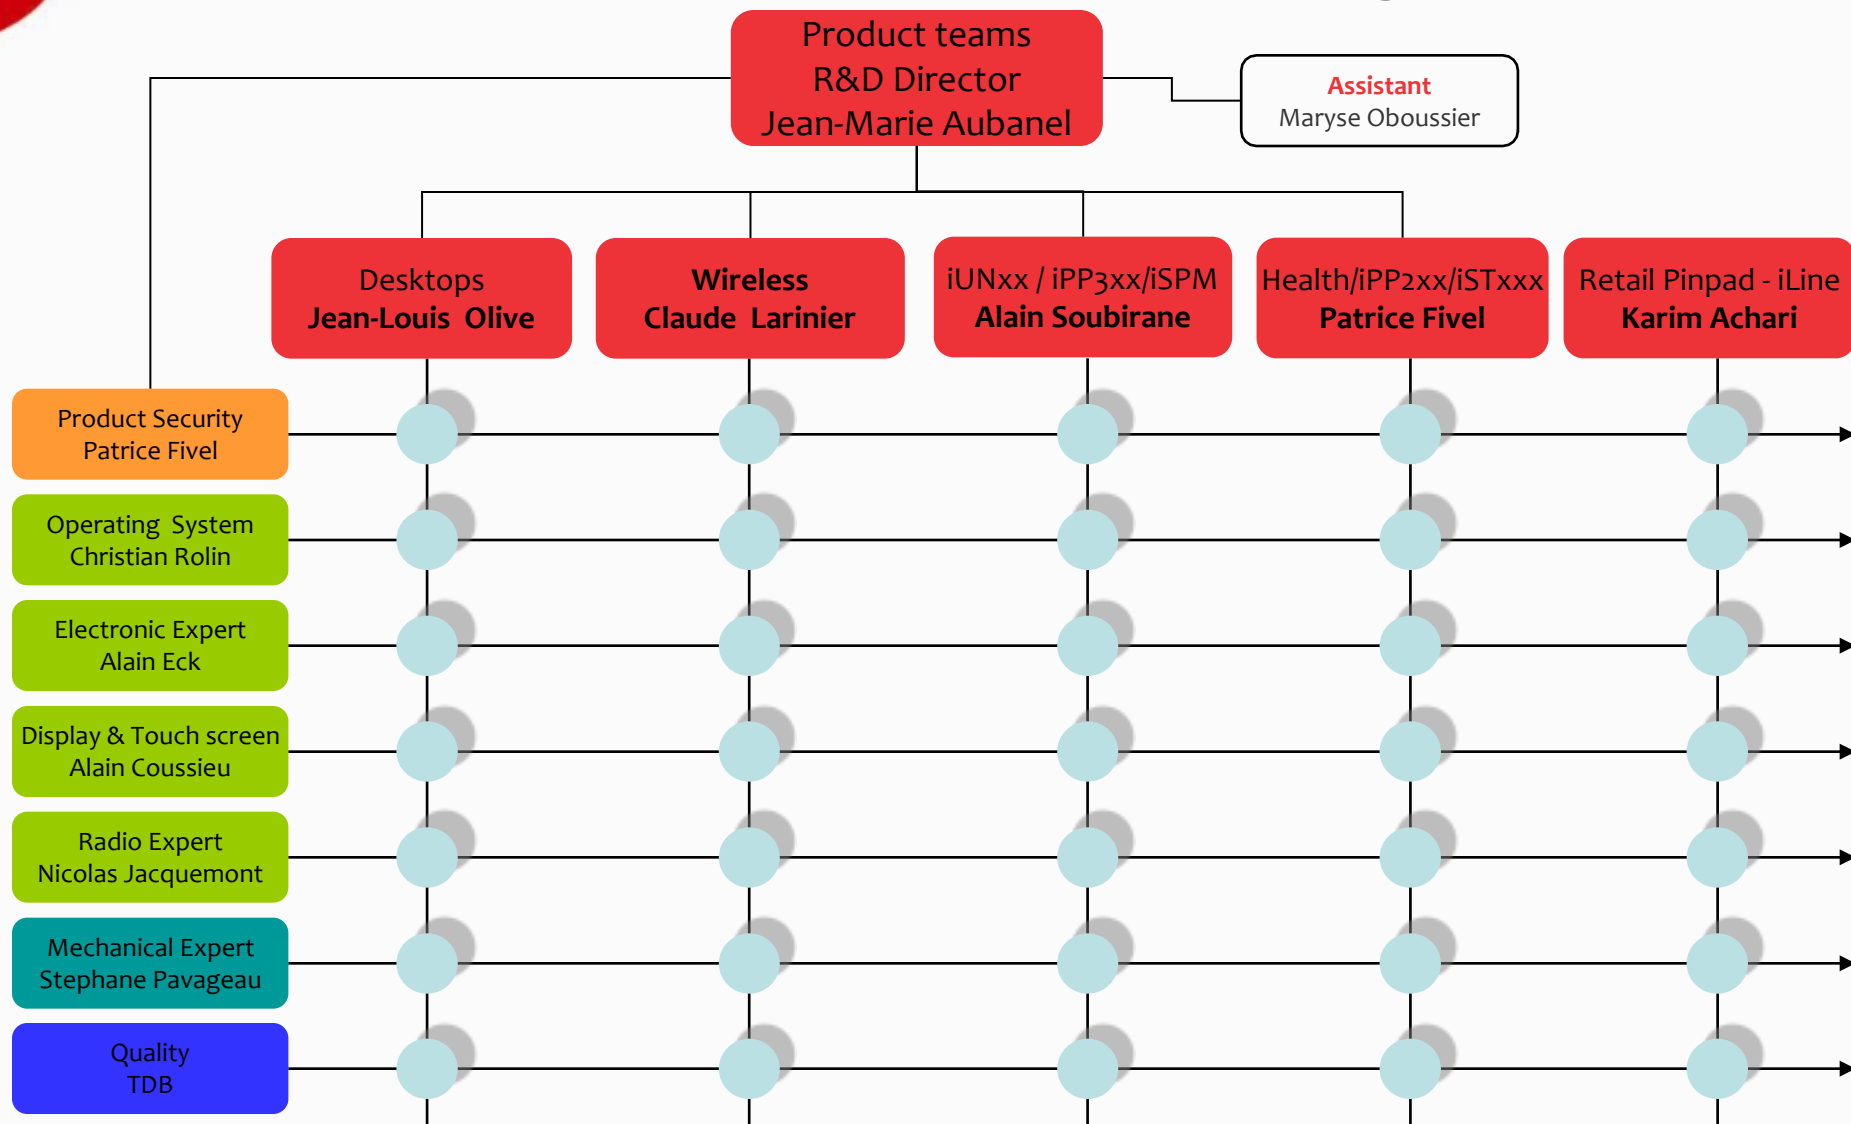 Product teams
R&D Director
Jean-Marie Aubanel
Assistant
Maryse Oboussier
Desktops
Jean-Louis Olive
Wireless
Claude Larinier
iUNxx / iPP3xx/iSPM
Alain Soubirane
Health/iPP2xx/iSTxxx
Patrice Fivel
Retail Pinpad - iLine
Karim Achari
Product Security
Patrice Fivel
Operating System
Christian Rolin
Electronic Expert
Alain Eck
Display & Touch screen
Alain Coussieu
Radio Expert
Nicolas Jacquemont
Mechanical Expert
Stephane Pavageau
Quality
TDB